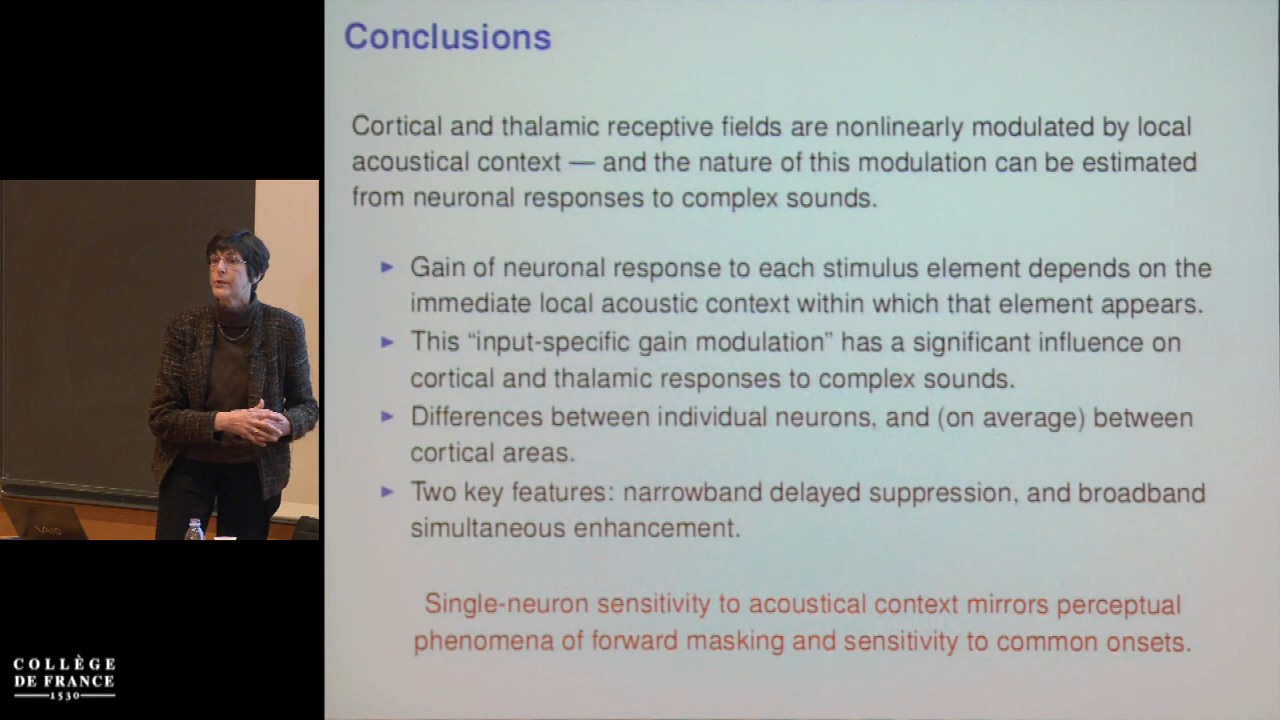 Conclusions
Cortical and thalamic receptive fields are nonlinearly modulated by local
acoustical context — and the nature of this modulation can be estimated
from neuronal responses to complex sounds.
Gain of neuronal response to each stimulus element depends on the
immediate local acoustic context within which that element appears.
This “input-specific gain modulation” has a significant influence on
cortical and thalamic responses to complex sounds.
Differences between individual neurons, and (on average) between
cortical areas.
Two key features: narrowband delayed suppression, and broadband
simultaneous enhancement.
Single-neuron sensitivity to acoustical context mirrors perceptual
phenomena of forward masking and sensitivity to common onsets.
VAIO
COLLÈGE
DE FRANCE
1530